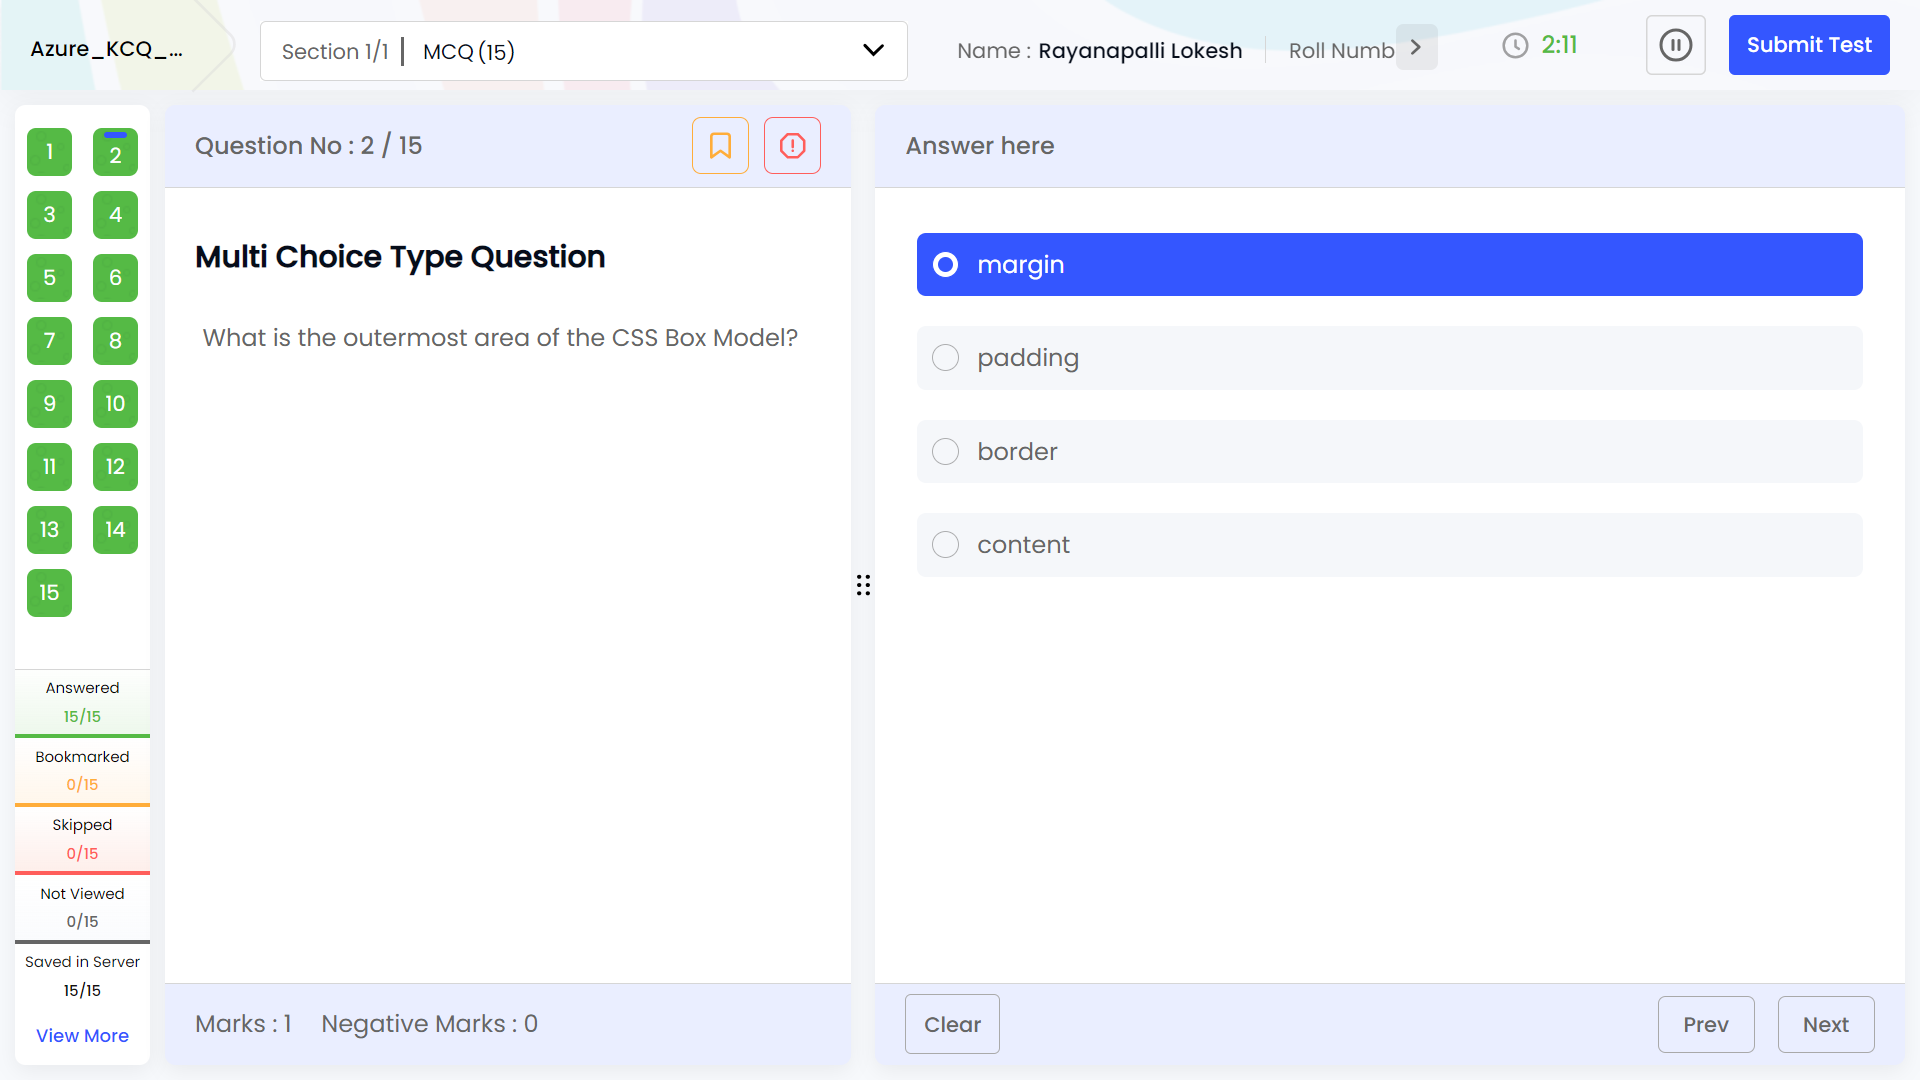 Azure_KCQ_...
Section 1/1 | MCQ (15)
Name : Rayanapalli Lokesh
Roll Numb
2:11
Submit Test
1 2
3 4
5 6
7 8
9 10
11 12
13 14
15
Answered
15/15
Bookmarked
0/15
Skipped
0/15
Not Viewed
0/15
Saved in Server
15/15
View More
Question No : 2 / 15
Multi Choice Type Question
What is the outermost area of the CSS Box Model?
Marks : 1 Negative Marks : 0
Answer here
margin
padding
border
content
Clear
Prev
Next